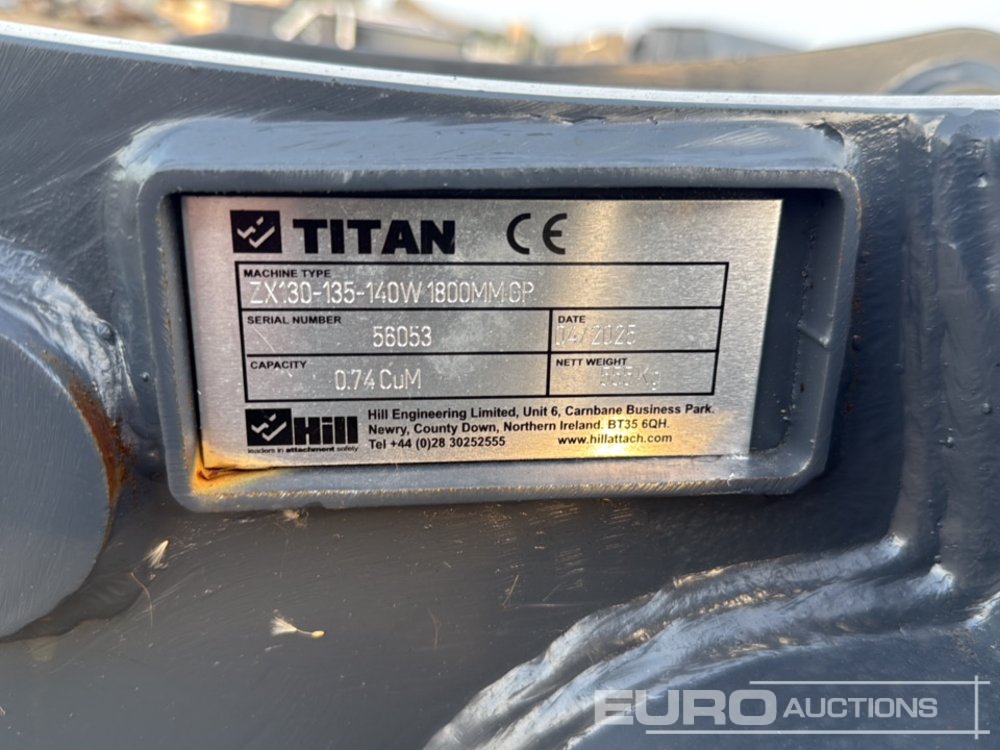 TITAN CE
MACHINE TYPE
ZX130-135-140W 1800MM GP
SERIAL NUMBER
56053
DATE
04/2025
CAPACITY
0.74 CuM
NETT WEIGHT
Kg
Hill
leaders in attachment safety
Hill Engineering Limited, Unit 6, Carnbane Business Park.
Newry, County Down, Northern Ireland. BT35 6QH.
Tel +44 (0)28 30252555 www.hillattach.com
EURO AUCTIONS